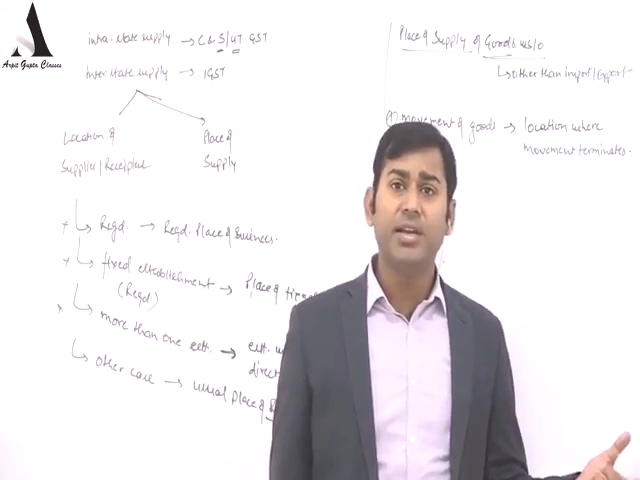 Arpit Gupta Classes
intra-state supply → C & S/UT GST
inter state supply → IGST
Location of
Supplier/Recipient
Place of
Supply
Regd. → Regd. Place of Business.
fixed establishment → Place of
(Regd)
more than one estt. → estt.
direct
other case → usual place of
Place of Supply of Goods u/s 10
other than import/Export
(1) movement of goods → location where
movement terminates.